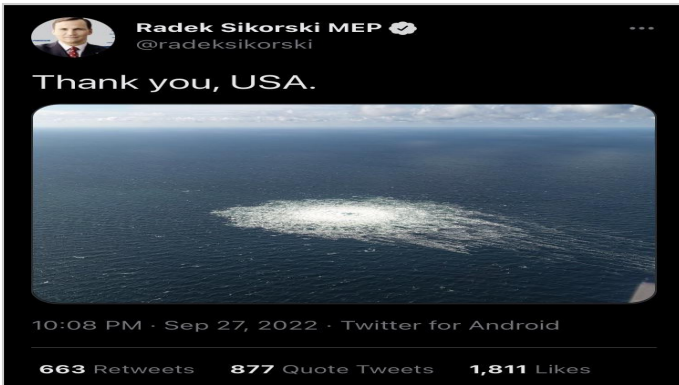 Radek Sikorski MEP
@radeksikorski
Thank you, USA.
10:08 PM · Sep 27, 2022 · Twitter for Android
663 Retweets 877 Quote Tweets 1,811 Likes